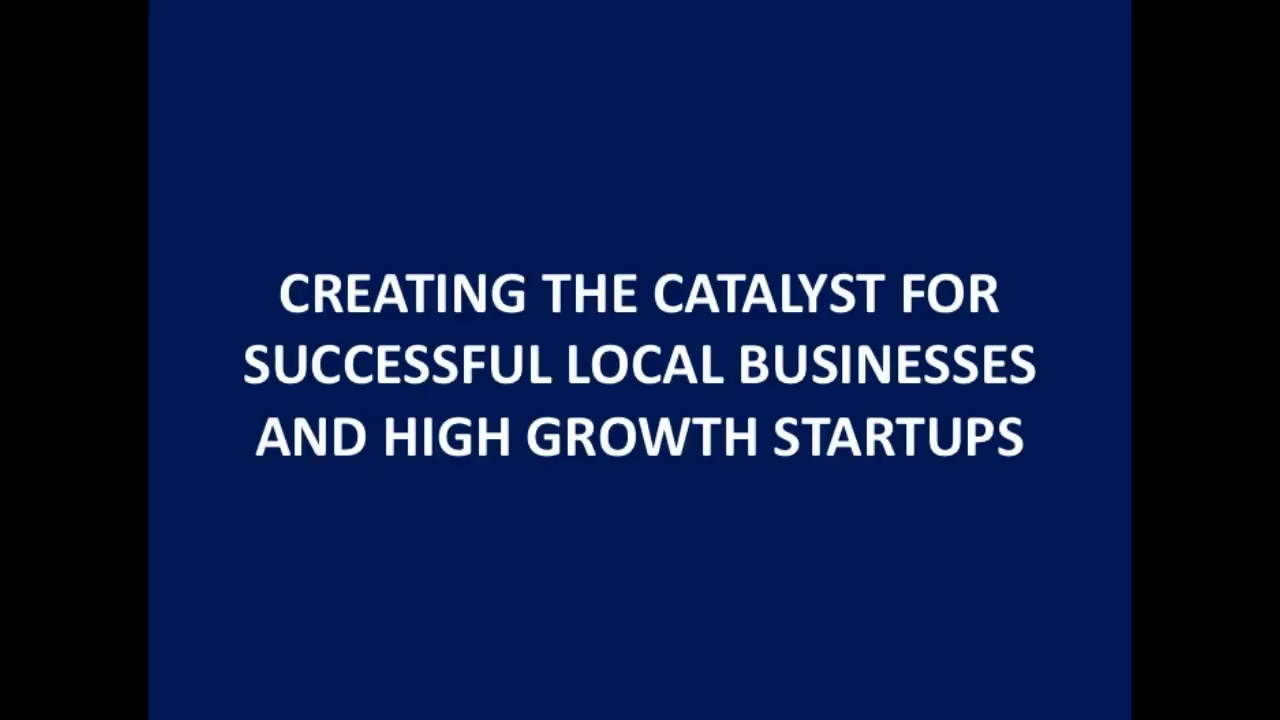 CREATING THE CATALYST FOR
SUCCESSFUL LOCAL BUSINESSES
AND HIGH GROWTH STARTUPS